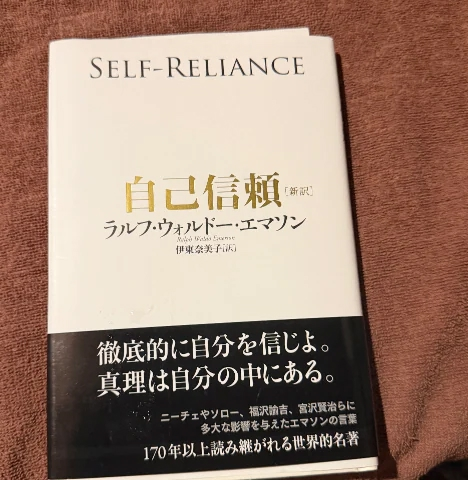 SELF-RELIANCE
自己信頼[新訳]
ラルフ・ウォルドー・エマソン
Ralph Waldo Emerson
伊東奈美子[訳]
徹底的に自分を信じよ。
真理は自分の中にある。
ニーチェやソロー、福沢諭吉、宮沢賢治らに
多大な影響を与えたエマソンの言葉
170年以上読み継がれる世界的名著